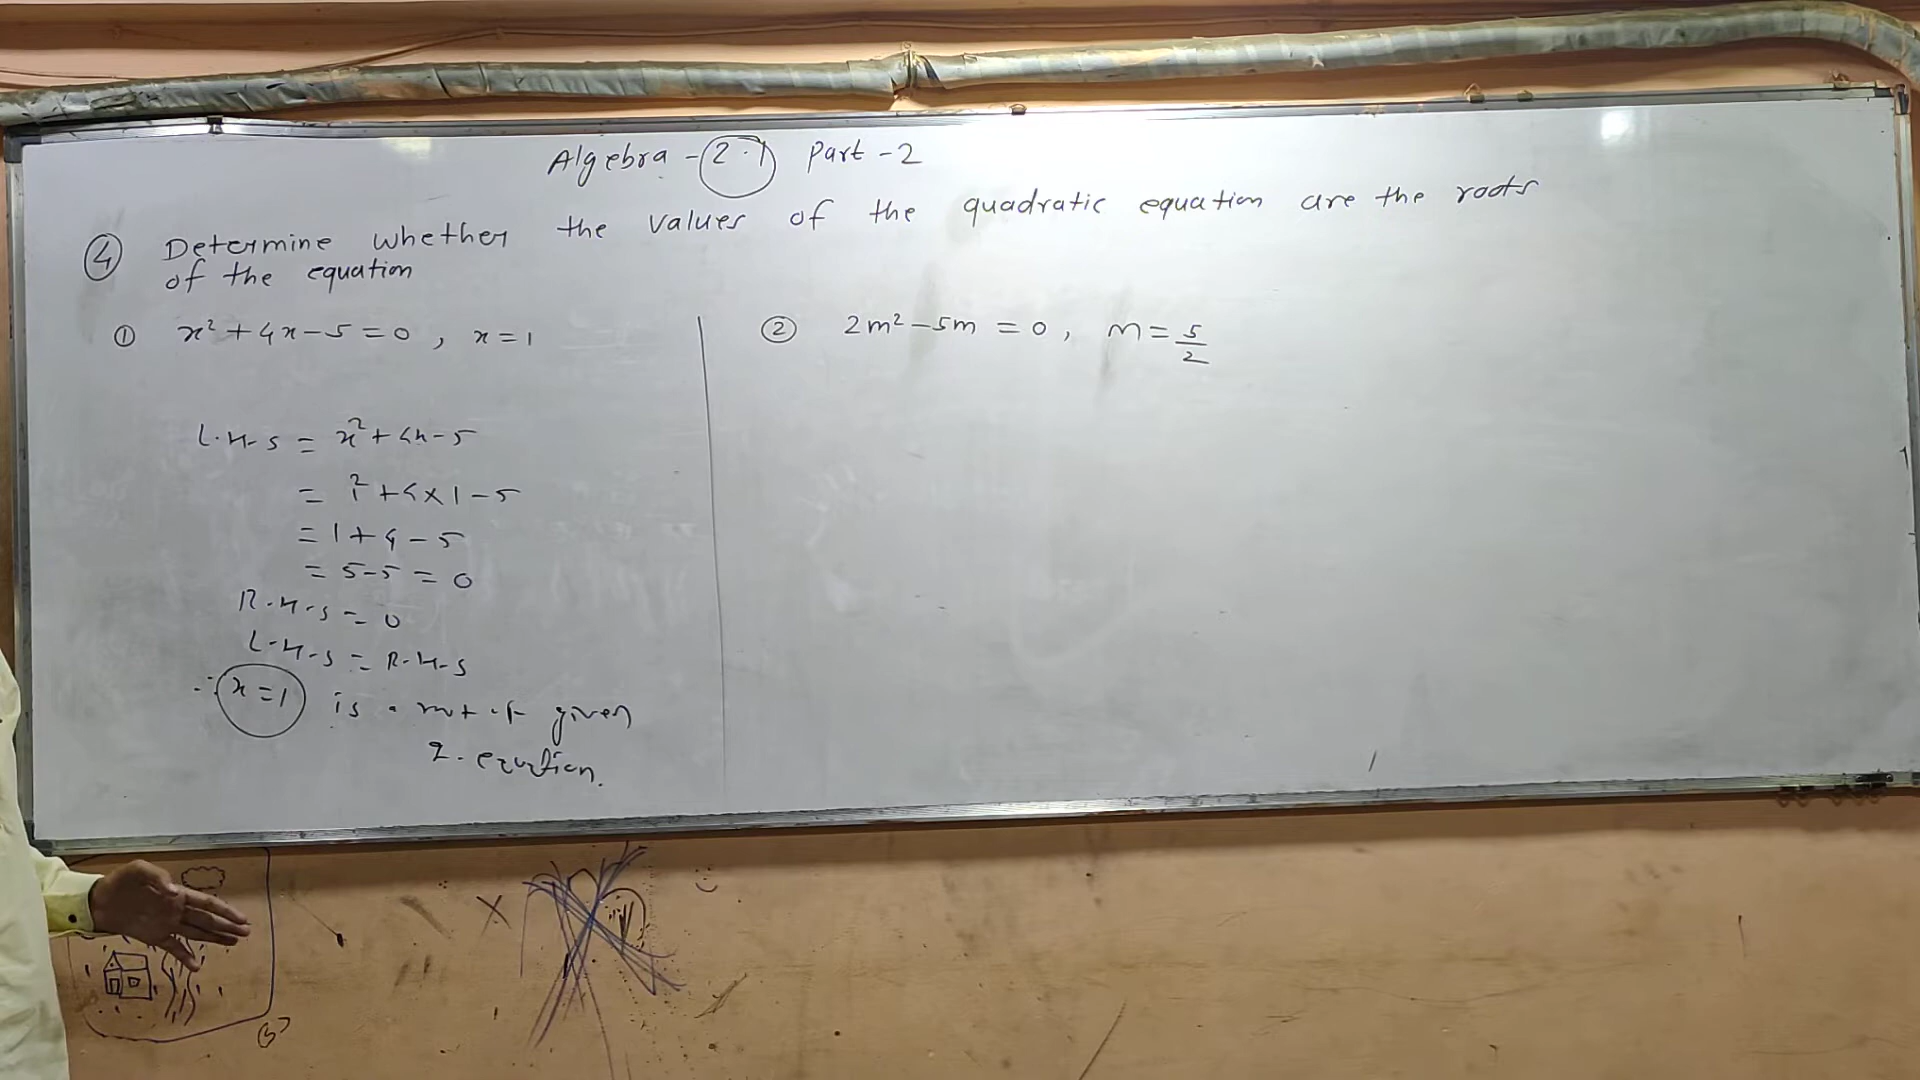 Algebra - 2.1 Part - 2
④ Determine whether the values of the quadratic equation are the roots
of the equation
① x² + 4x - 5 = 0 , x = 1
L.H.S = x² + 4x - 5
= 1² + 4 × 1 - 5
= 1 + 4 - 5
= 5 - 5 = 0
R.H.S = 0
L.H.S = R.H.S
∴ x = 1 is a root of given
q. equation.
② 2m² - 5m = 0 , m = 5/2